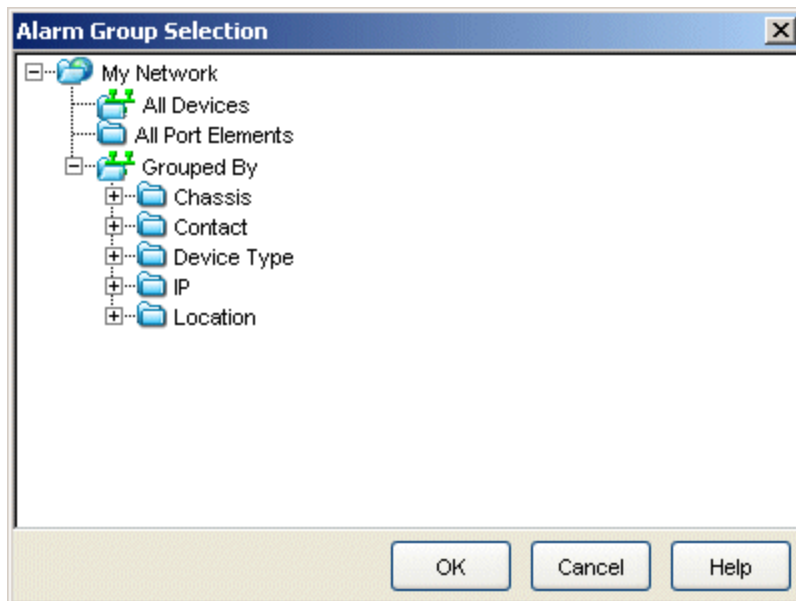 Alarm Group Selection
My Network
All Devices
All Port Elements
Grouped By
Chassis
Contact
Device Type
IP
Location
OK Cancel Help